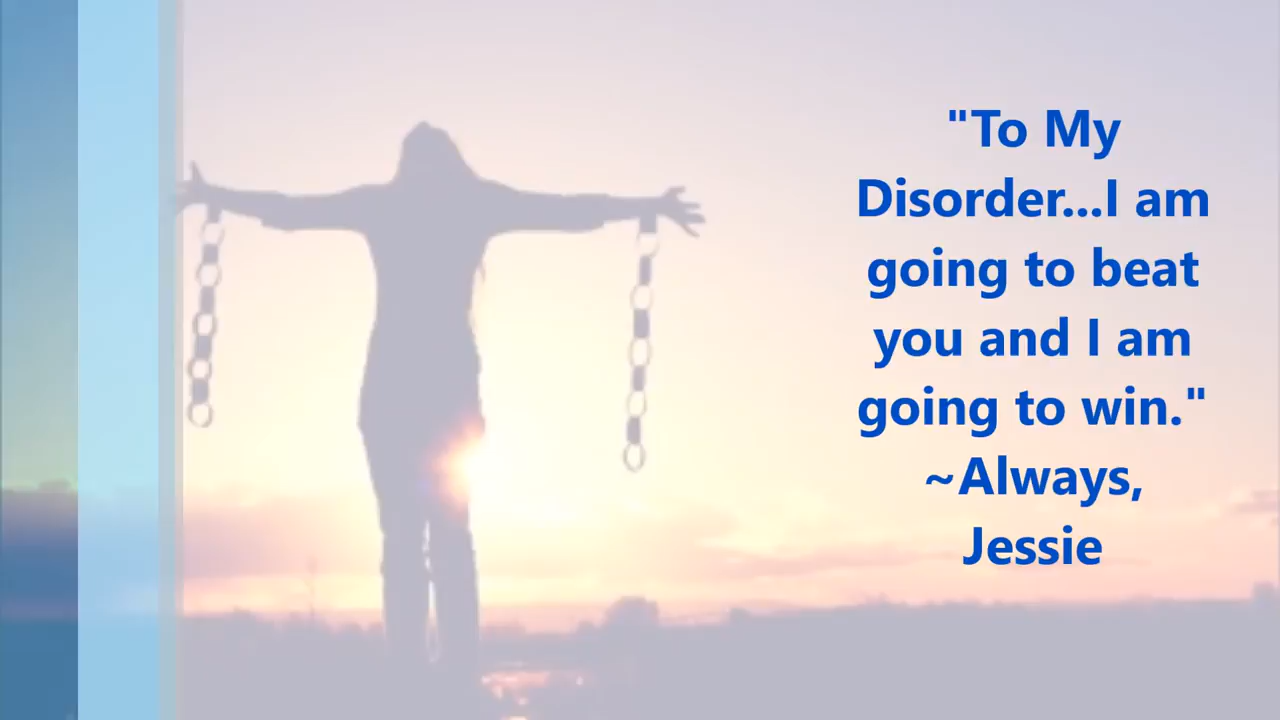 "To My
Disorder...I am
going to beat
you and I am
going to win."
~Always,
Jessie